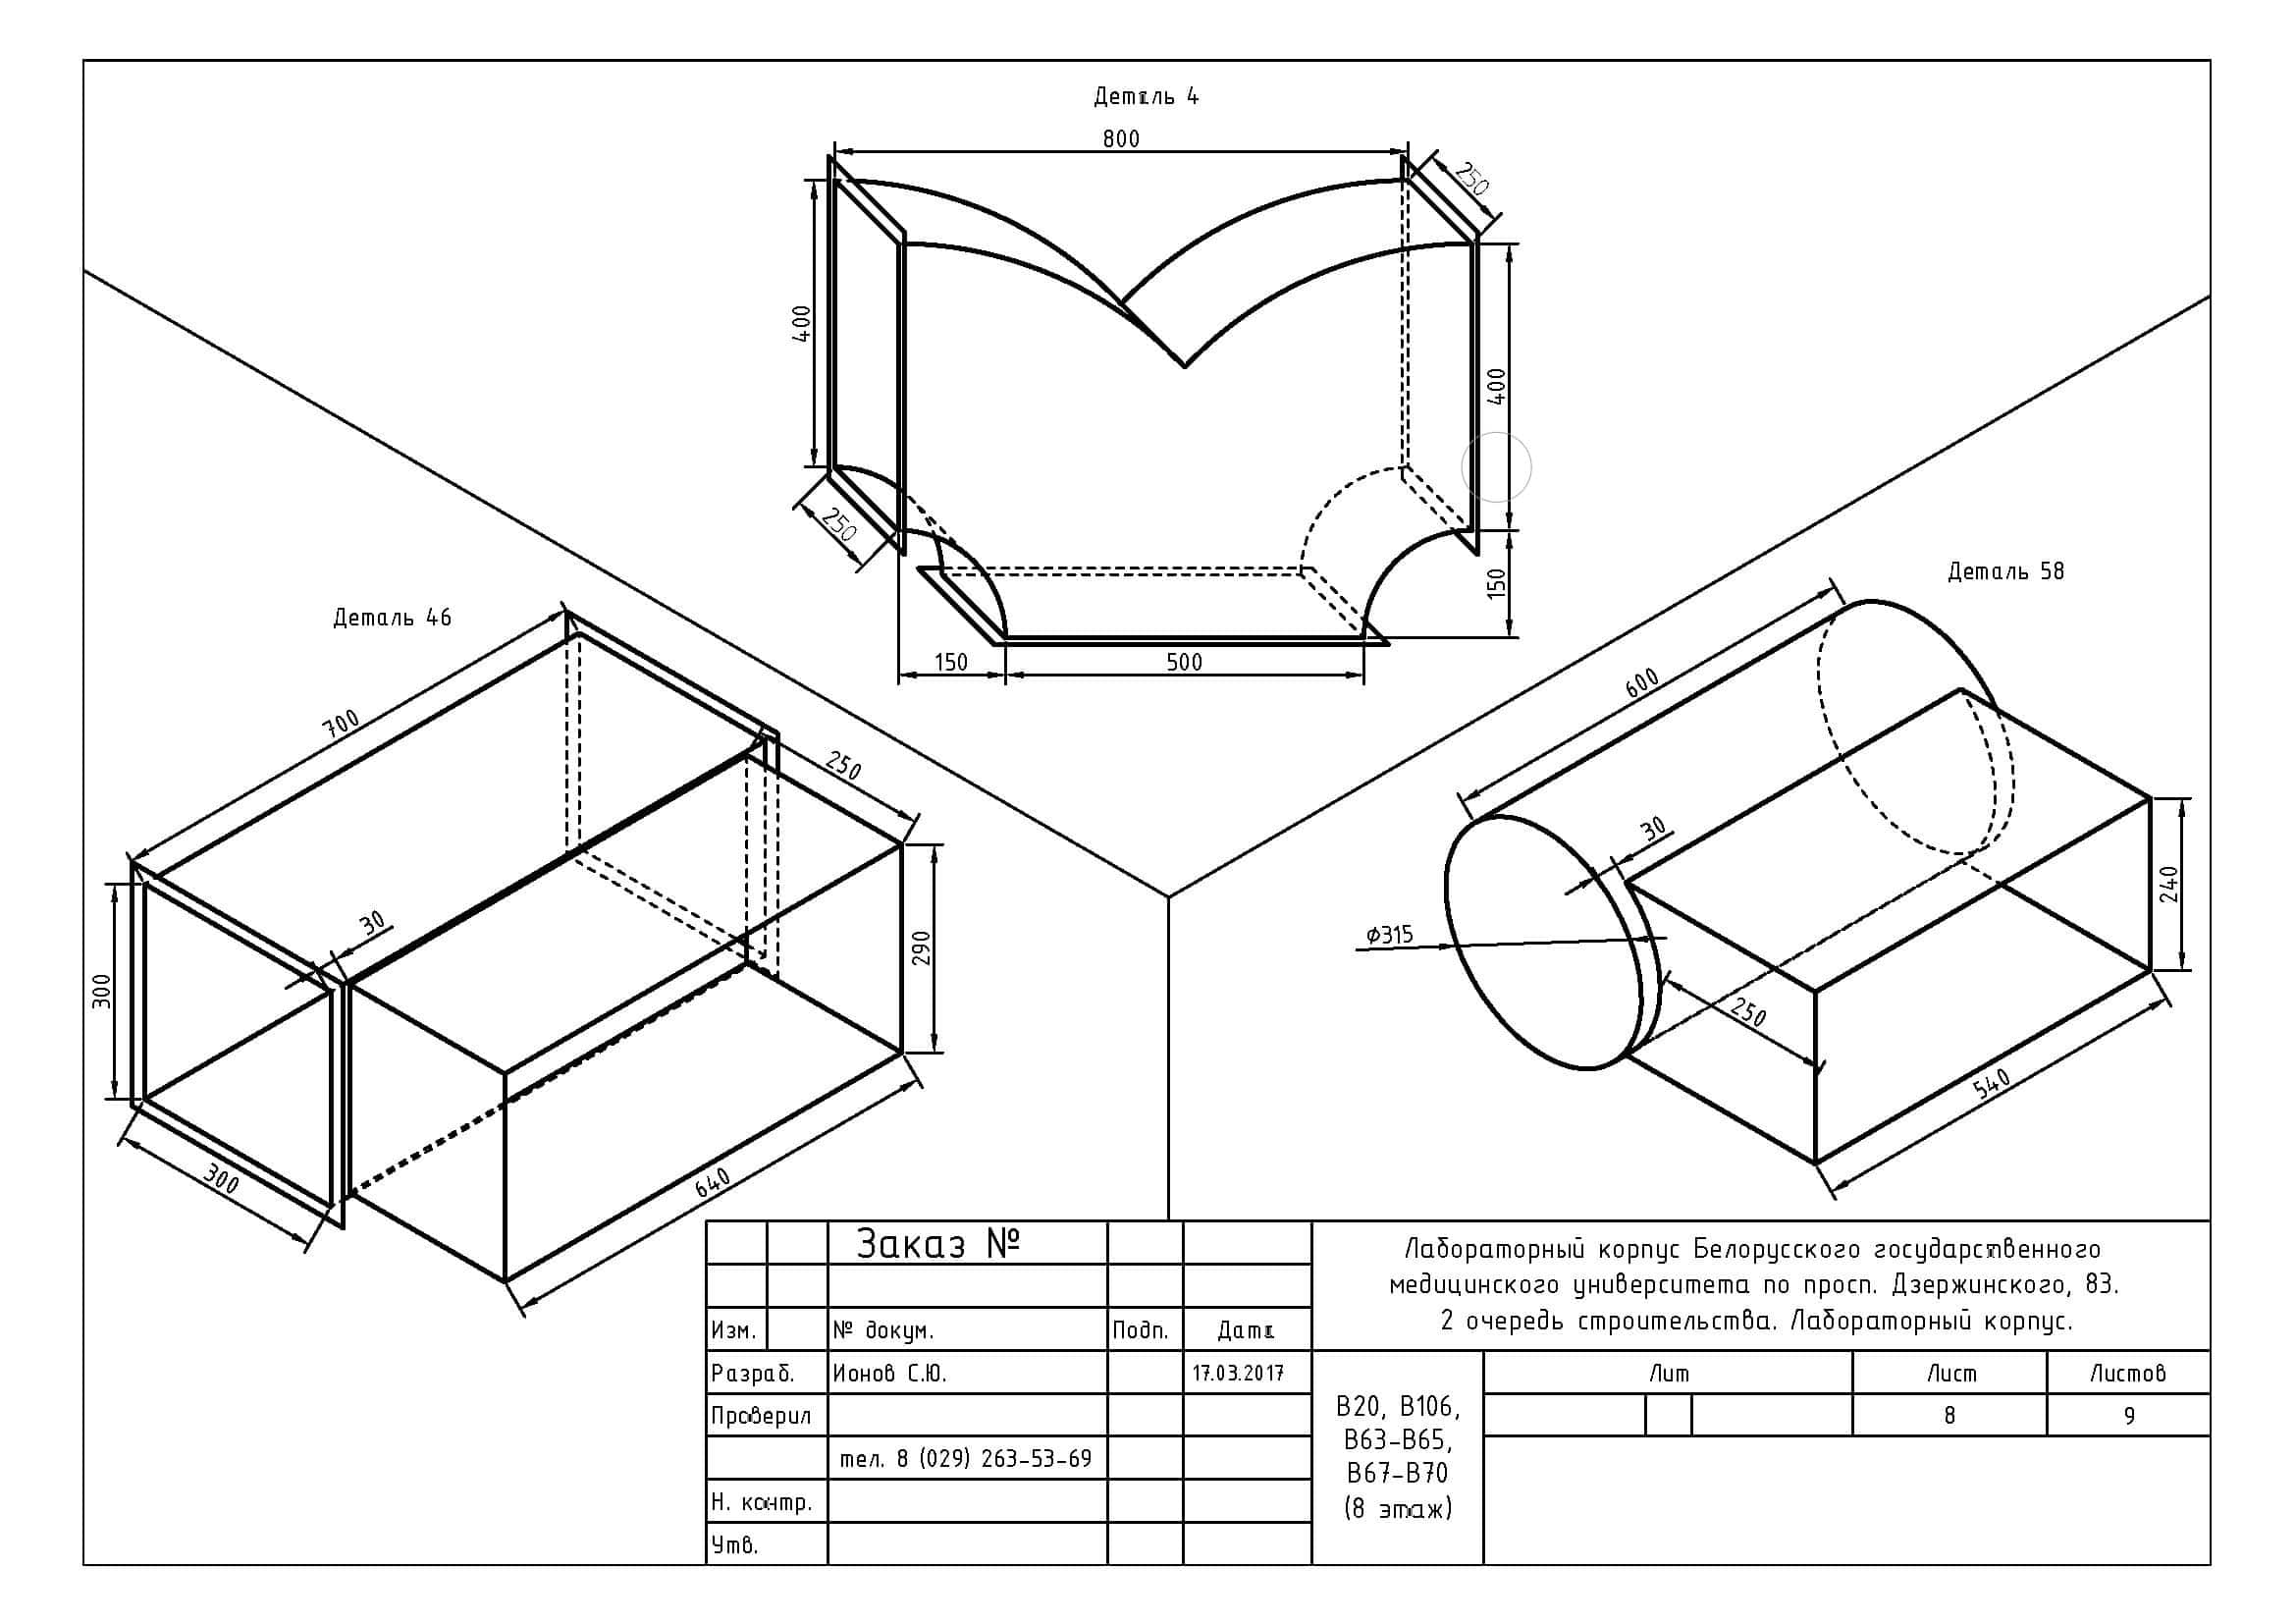 Деталь 4
800
250
400
400
250
150
150
500
Деталь 46
700
250
30
290
300
300
640
Деталь 58
600
30
⌀315
240
250
540
Заказ №
Изм.
№ докум.
Подп.
Дата
Разраб.
Ионов С.Ю.
17.03.2017
Проверил
тел. 8 (029) 263-53-69
Н. контр.
Утв.
Лабораторный корпус Белорусского государственного
медицинского университета по просп. Дзержинского, 83.
2 очередь строительства. Лабораторный корпус.
В20, В106,
В63-В65,
В67-В70
(8 этаж)
Лит
Лист
Листов
8
9